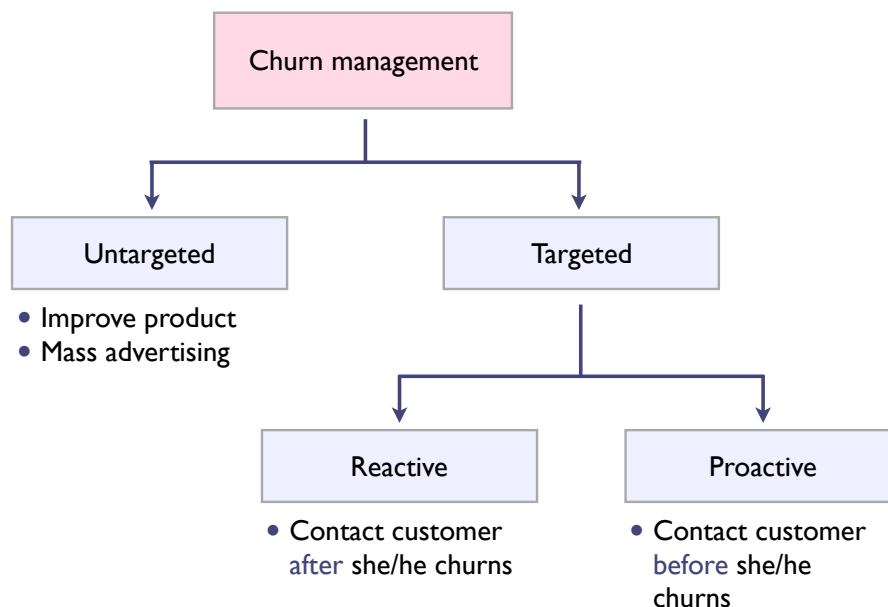 Churn management
Untargeted
Targeted
• Improve product
• Mass advertising
Reactive
Proactive
• Contact customer
after she/he churns
• Contact customer
before she/he
churns